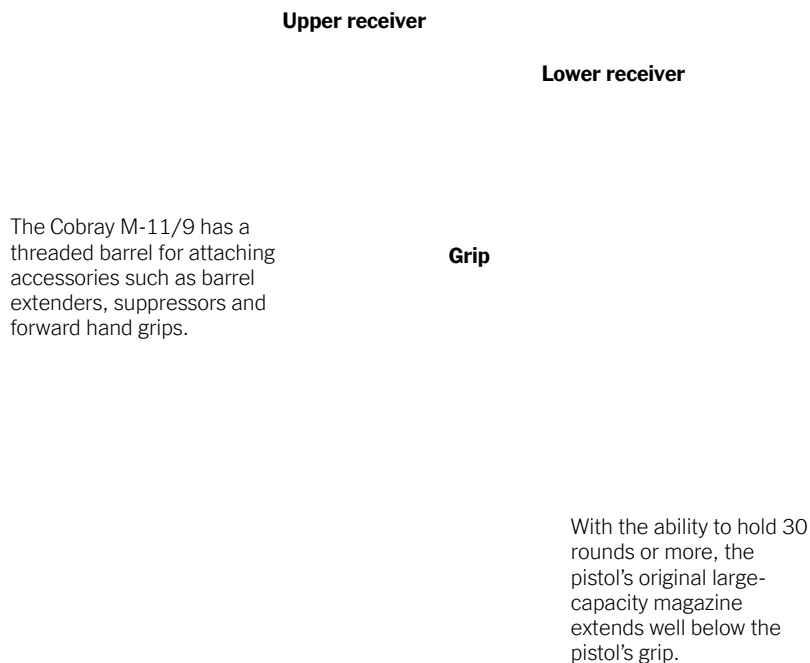 Upper receiver
Lower receiver
The Cobray M-11/9 has a
threaded barrel for attaching
accessories such as barrel
extenders, suppressors and
forward hand grips.
Grip
With the ability to hold 30
rounds or more, the
pistol’s original large-
capacity magazine
extends well below the
pistol’s grip.